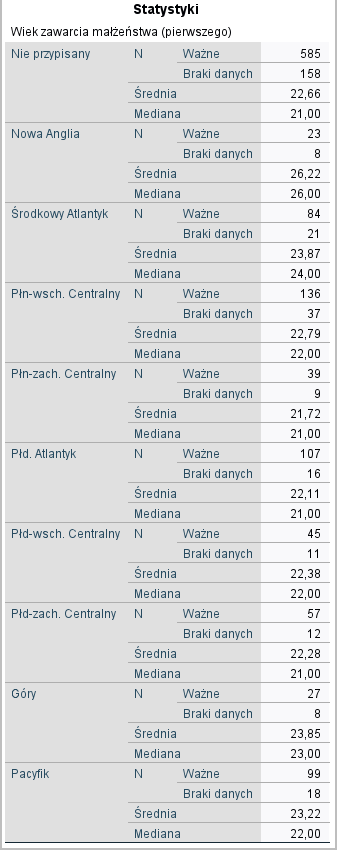 Statystyki
Wiek zawarcia małżeństwa (pierwszego)
Nie przypisany N Ważne 585
Braki danych 158
Średnia 22,66
Mediana 21,00
Nowa Anglia N Ważne 23
Braki danych 8
Średnia 26,22
Mediana 26,00
Środkowy Atlantyk N Ważne 84
Braki danych 21
Średnia 23,87
Mediana 24,00
Płn-wsch. Centralny N Ważne 136
Braki danych 37
Średnia 22,79
Mediana 22,00
Płn-zach. Centralny N Ważne 39
Braki danych 9
Średnia 21,72
Mediana 21,00
Płd. Atlantyk N Ważne 107
Braki danych 16
Średnia 22,11
Mediana 21,00
Płd-wsch. Centralny N Ważne 45
Braki danych 11
Średnia 22,38
Mediana 22,00
Płd-zach. Centralny N Ważne 57
Braki danych 12
Średnia 22,28
Mediana 21,00
Góry N Ważne 27
Braki danych 8
Średnia 23,85
Mediana 23,00
Pacyfik N Ważne 99
Braki danych 18
Średnia 23,22
Mediana 22,00